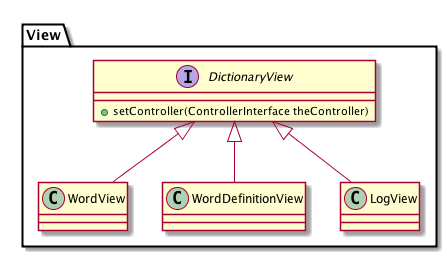 View
I DictionaryView
setController(ControllerInterface theController)
C WordView
C WordDefinitionView
C LogView